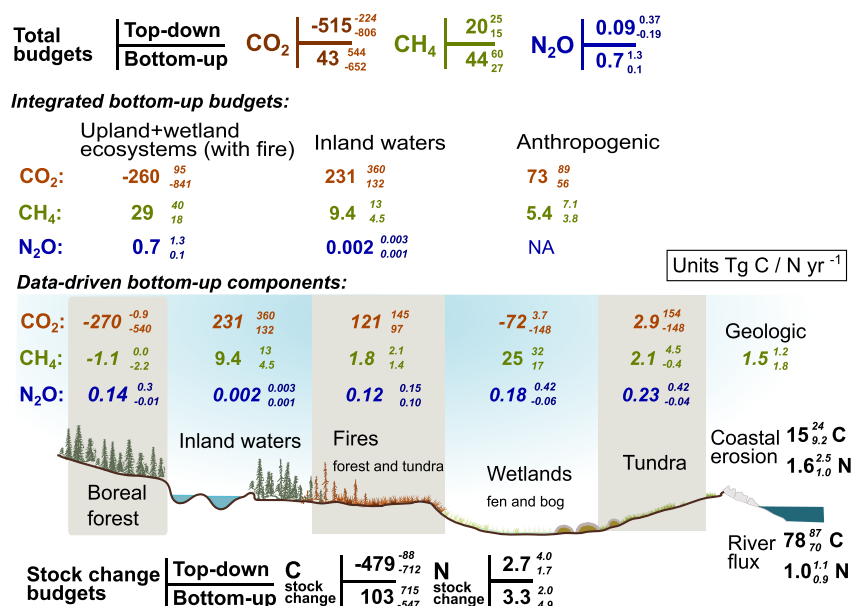 Total budgets Top-down Bottom-up
CO2 -515 -224 -806
43 544 -652
CH4 20 25 15
44 60 27
N2O 0.09 0.37 -0.19
0.7 1.3 0.1
Integrated bottom-up budgets:
Upland+wetland ecosystems (with fire) Inland waters Anthropogenic
CO2: -260 95 -841 231 360 132 73 89 56
CH4: 29 40 18 9.4 13 4.5 5.4 7.1 3.8
N2O: 0.7 1.3 0.1 0.002 0.003 0.001 NA
Units Tg C / N yr -1
Data-driven bottom-up components:
CO2: -270 -0.9 -540 231 360 132 121 145 97 -72 3.7 -148 2.9 154 -148
Geologic
CH4: -1.1 0.0 -2.2 9.4 13 4.5 1.8 2.1 1.4 25 32 17 2.1 4.5 -0.4 1.5 1.2 1.8
N2O: 0.14 0.3 -0.01 0.002 0.003 0.001 0.12 0.15 0.10 0.18 0.42 -0.06 0.23 0.42 -0.04
Boreal forest
Inland waters
Fires
forest and tundra
Wetlands
fen and bog
Tundra
Coastal erosion 15 24 9.2 C
1.6 2.5 1.0 N
River flux 78 87 70 C
1.0 1.1 0.9 N
Stock change budgets Top-down Bottom-up
C stock change -479 -88 -712
103 715 -547
N stock change 2.7 4.0 1.7
3.3 2.0 4.9